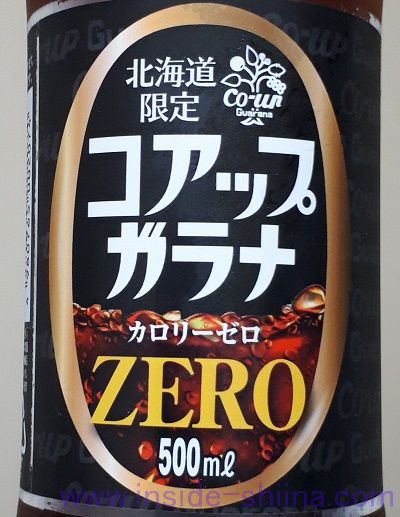 北海道
限定
Co-up
Guarana
コアップ
ガラナ
カロリーゼロ
ZERO
500mℓ
www.inside-shiina.com